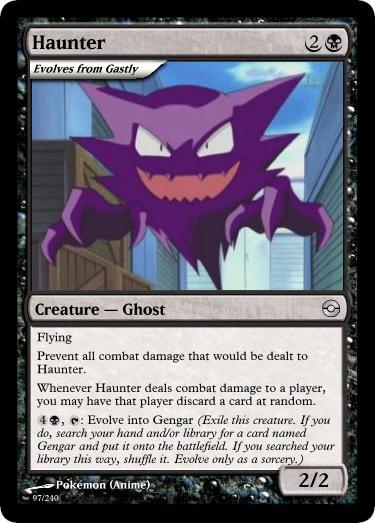 Haunter 2
Evolves from Gastly
Creature — Ghost
Flying
Prevent all combat damage that would be dealt to
Haunter.
Whenever Haunter deals combat damage to a player,
you may have that player discard a card at random.
4, : Evolve into Gengar (Exile this creature. If you
do, search your hand and/or library for a card named
Gengar and put it onto the battlefield. If you searched
your library this way, shuffle it. Evolve only as a sorcery.)
2/2
Pokémon (Anime)
97/240